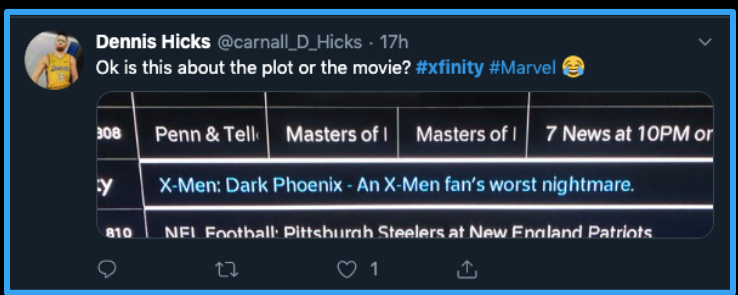 Dennis Hicks @carnall_D_Hicks · 17h
Ok is this about the plot or the movie? #xfinity #Marvel 😂
808 Penn & Tell Masters of I Masters of I 7 News at 10PM or
ty X-Men: Dark Phoenix - An X-Men fan's worst nightmare.
810 NFL Football: Pittsburgh Steelers at New England Patriots
1